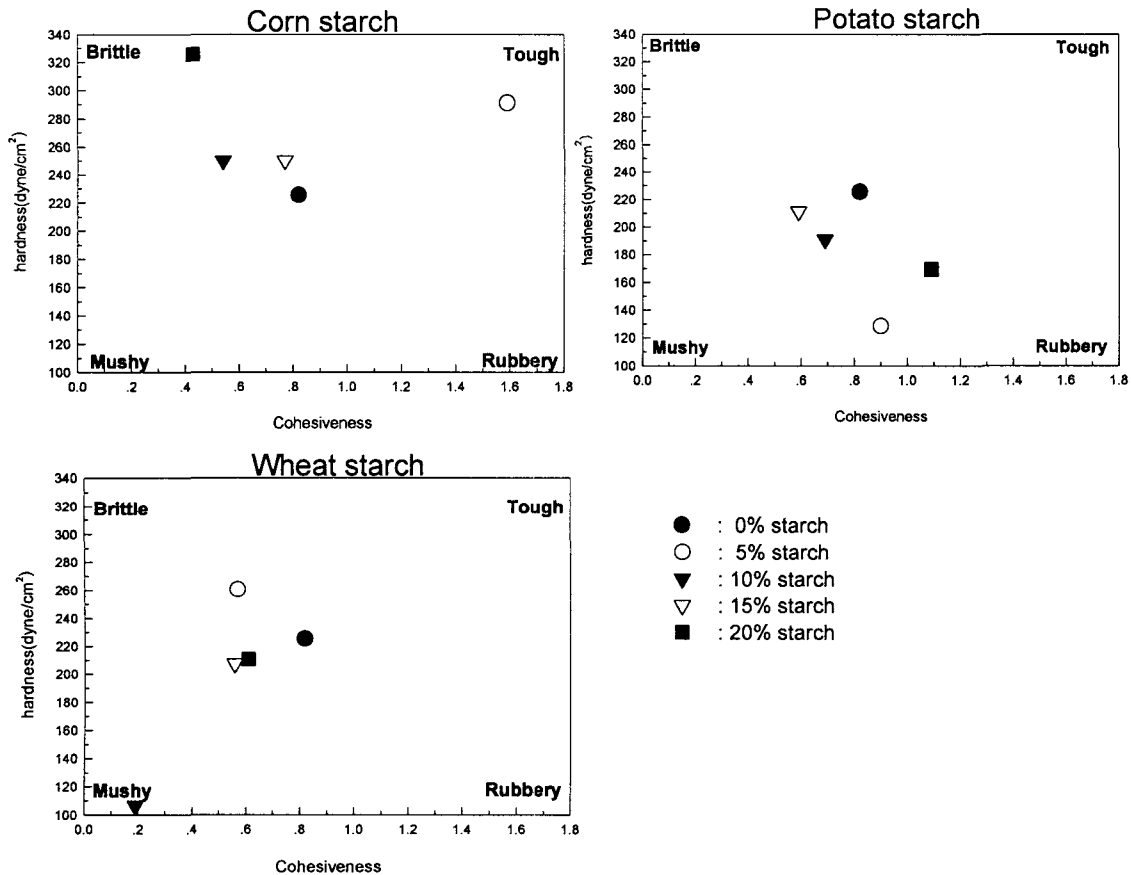 Corn starch
Brittle
Tough
Mushy
Rubbery
hardness(dyne/cm²)
340
320
300
280
260
240
220
200
180
160
140
120
100
0.0 .2 .4 .6 .8 1.0 1.2 1.4 1.6 1.8
Cohesiveness
Potato starch
Brittle
Tough
Mushy
Rubbery
hardness(dyne/cm²)
340
320
300
280
260
240
220
200
180
160
140
120
100
0.0 .2 .4 .6 .8 1.0 1.2 1.4 1.6 1.8
Cohesiveness
Wheat starch
Brittle
Tough
Mushy
Rubbery
hardness(dyne/cm²)
340
320
300
280
260
240
220
200
180
160
140
120
100
0.0 .2 .4 .6 .8 1.0 1.2 1.4 1.6 1.8
Cohesiveness
: 0% starch
: 5% starch
: 10% starch
: 15% starch
: 20% starch